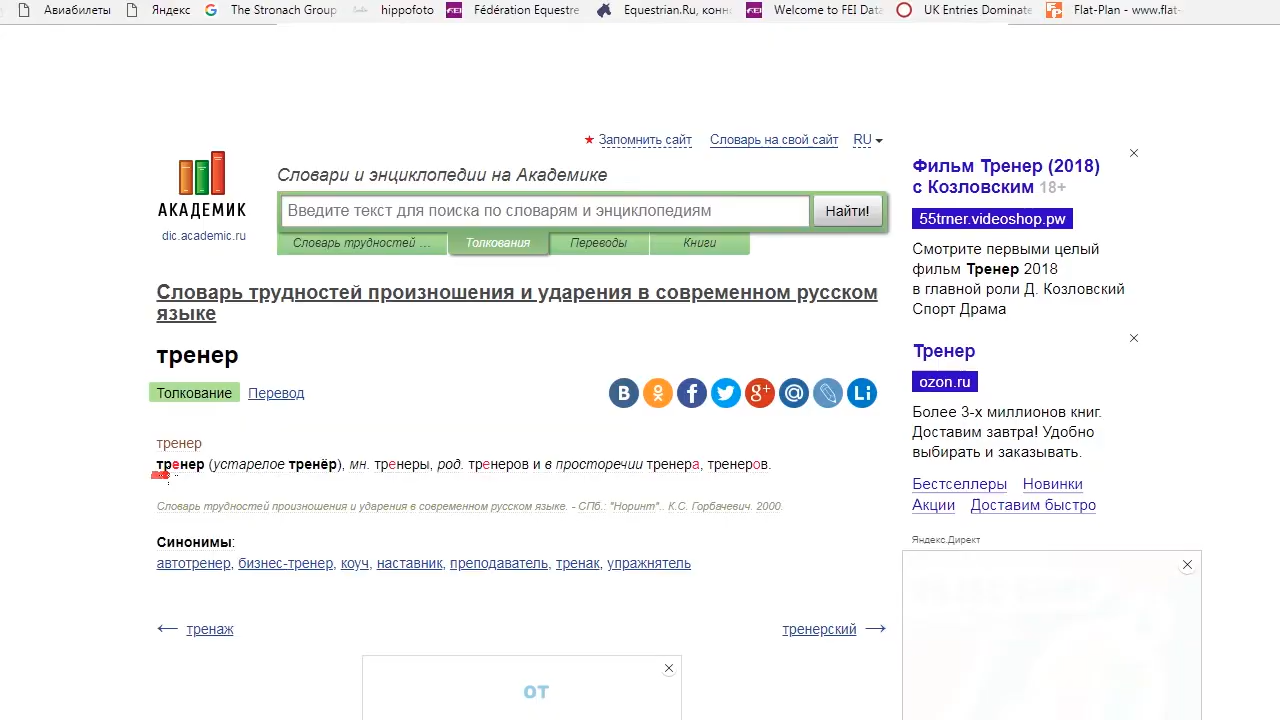 Авиабилеты Яндекс The Stronach Group hippofoto Fédération Equestre Equestrian.Ru, конн Welcome to FEI Data UK Entries Dominate Flat-Plan - www.flat-
★ Запомнить сайт Словарь на свой сайт RU
АКАДЕМИК
dic.academic.ru
Словари и энциклопедии на Академике
Введите текст для поиска по словарям и энциклопедиям Найти!
Словарь трудностей ... Толкования Переводы Книги
Словарь трудностей произношения и ударения в современном русском
языке
тренер
Толкование Перевод
тренер
тренер (устарелое тренёр), мн. тренеры, род. тренеров и в просторечии тренера, тренеров.
Словарь трудностей произношения и ударения в современном русском языке. - СПб.: "Норинт".. К.С. Горбачевич. 2000.
Синонимы:
автотренер, бизнес-тренер, коуч, наставник, преподаватель, тренак, упражнятель
← тренаж
тренерский →
от
Фильм Тренер (2018)
с Козловским 18+
55trner.videoshop.pw
Смотрите первыми целый
фильм Тренер 2018
в главной роли Д. Козловский
Спорт Драма
Тренер
ozon.ru
Более 3-х миллионов книг.
Доставим завтра! Удобно
выбирать и заказывать.
Бестселлеры Новинки
Акции Доставим быстро
Яндекс.Директ